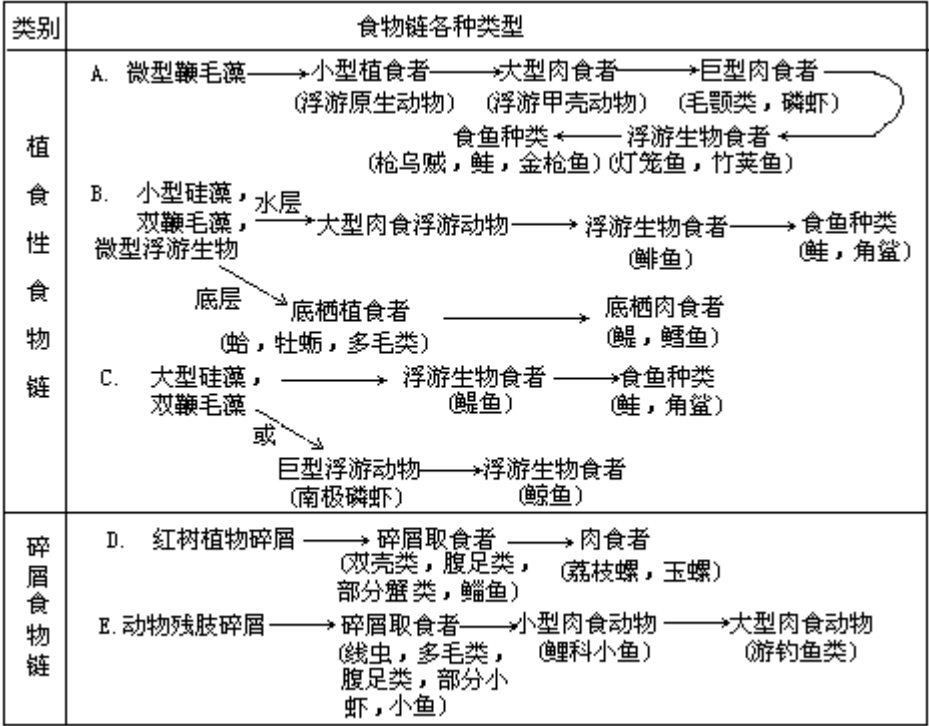 类别 食物链各种类型
植食性食物链
A. 微型鞭毛藻 → 小型植食者 → 大型肉食者 → 巨型肉食者
(浮游原生动物) (浮游甲壳动物) (毛颚类，磷虾)
食鱼种类 ← 浮游生物食者
(枪乌贼，鲑，金枪鱼) (灯笼鱼，竹荚鱼)
B. 小型硅藻， 水层
双鞭毛藻， → 大型肉食浮游动物 → 浮游生物食者 → 食鱼种类
微型浮游生物 (鲱鱼) (鲑，角鲨)
底层 底栖植食者 → 底栖肉食者
(蛤，牡蛎，多毛类) (鳀，鳕鱼)
C. 大型硅藻， → 浮游生物食者 → 食鱼种类
双鞭毛藻 (鳀鱼) (鲑，角鲨)
或
巨型浮游动物 → 浮游生物食者
(南极磷虾) (鲸鱼)
碎屑食物链
D. 红树植物碎屑 → 碎屑取食者 → 肉食者
(双壳类，腹足类， (荔枝螺，玉螺)
部分蟹类，鲻鱼)
E.动物残肢碎屑 → 碎屑取食者 → 小型肉食动物 → 大型肉食动物
(线虫，多毛类， (鲤科小鱼) (游钓鱼类)
腹足类，部分小
虾，小鱼)